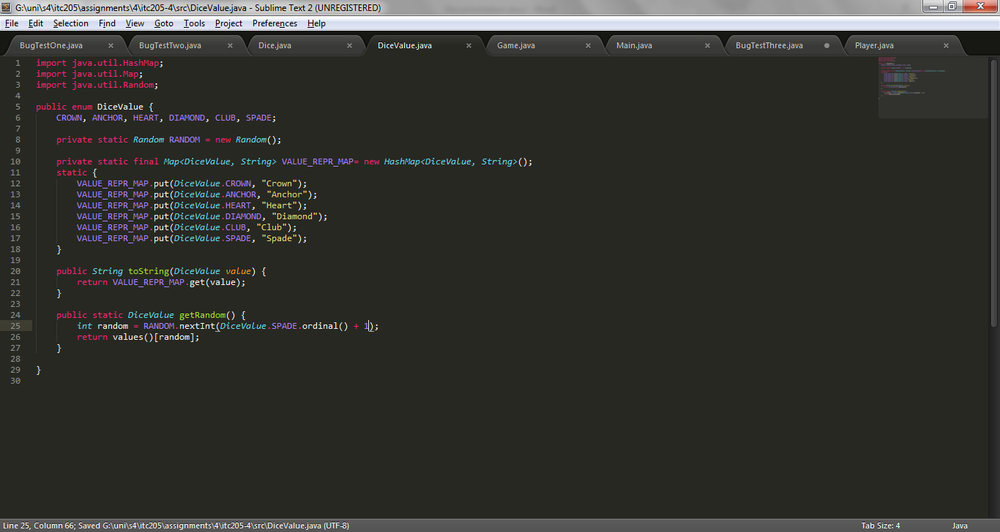 G:\uni\s4\itc205\assignments\4\itc205-4\src\DiceValue.java - Sublime Text 2 (UNREGISTERED)
File Edit Selection Find View Goto Tools Project Preferences Help
BugTestOne.java BugTestTwo.java Dice.java DiceValue.java Game.java Main.java BugTestThree.java Player.java
1 import java.util.HashMap;
2 import java.util.Map;
3 import java.util.Random;
4
5 public enum DiceValue {
6 CROWN, ANCHOR, HEART, DIAMOND, CLUB, SPADE;
7
8 private static Random RANDOM = new Random();
9
10 private static final Map<DiceValue, String> VALUE_REPR_MAP= new HashMap<DiceValue, String>();
11 static {
12 VALUE_REPR_MAP.put(DiceValue.CROWN, "Crown");
13 VALUE_REPR_MAP.put(DiceValue.ANCHOR, "Anchor");
14 VALUE_REPR_MAP.put(DiceValue.HEART, "Heart");
15 VALUE_REPR_MAP.put(DiceValue.DIAMOND, "Diamond");
16 VALUE_REPR_MAP.put(DiceValue.CLUB, "Club");
17 VALUE_REPR_MAP.put(DiceValue.SPADE, "Spade");
18 }
19
20 public String toString(DiceValue value) {
21 return VALUE_REPR_MAP.get(value);
22 }
23
24 public static DiceValue getRandom() {
25 int random = RANDOM.nextInt(DiceValue.SPADE.ordinal() + 1);
26 return values()[random];
27 }
28
29 }
30
Line 25, Column 66; Saved G:\uni\s4\itc205\assignments\4\itc205-4\src\DiceValue.java (UTF-8) Tab Size: 4 Java